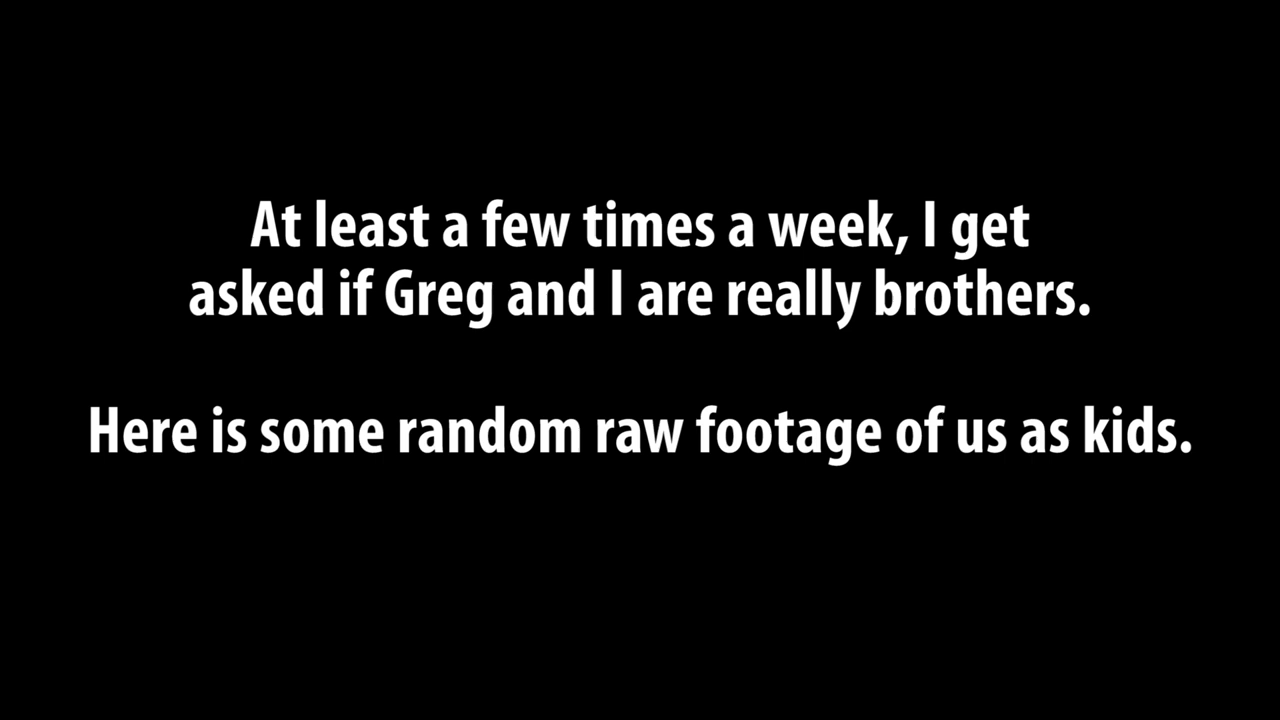 At least a few times a week, I get
asked if Greg and I are really brothers.
Here is some random raw footage of us as kids.